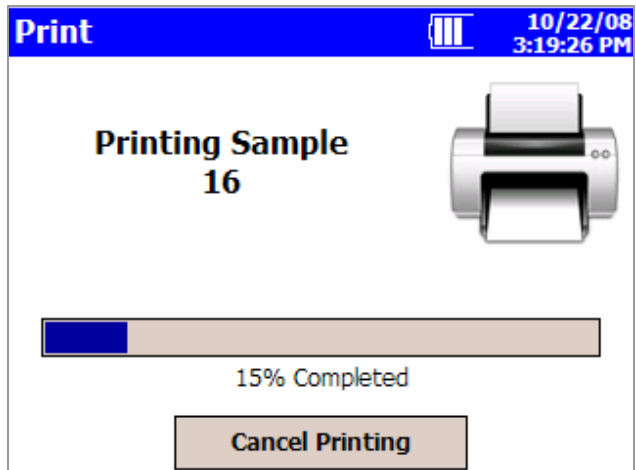 Print
10/22/08
3:19:26 PM
Printing Sample
16
15% Completed
Cancel Printing